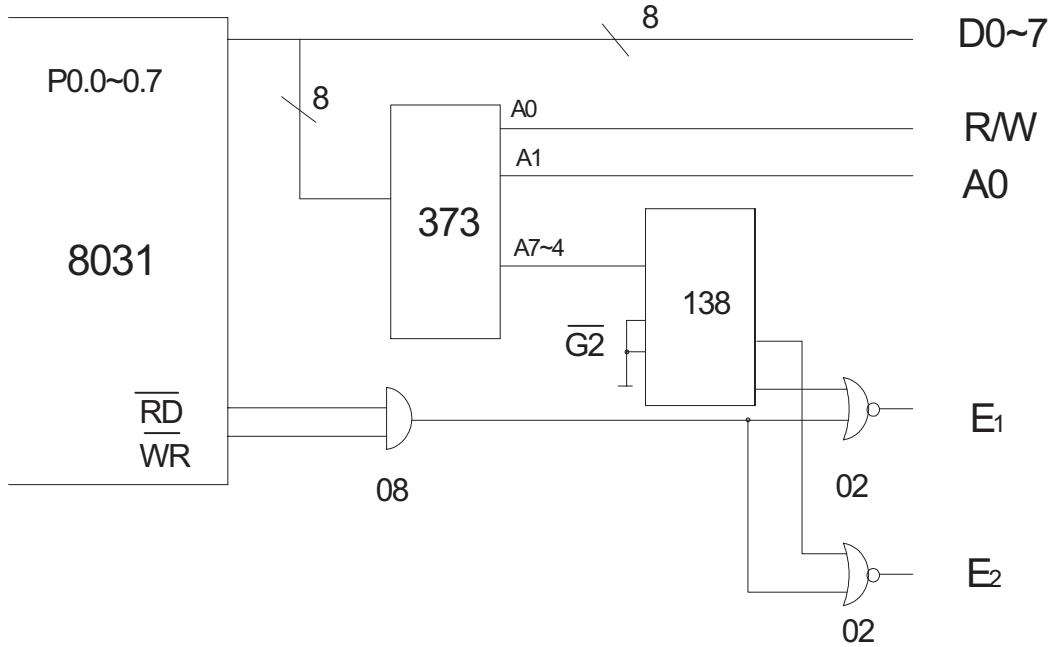 8
D0~7
P0.0~0.7
8
A0
R/W
A1
A0
373
8031
A7~4
138
G2
RD
WR
E1
08
02
E2
02